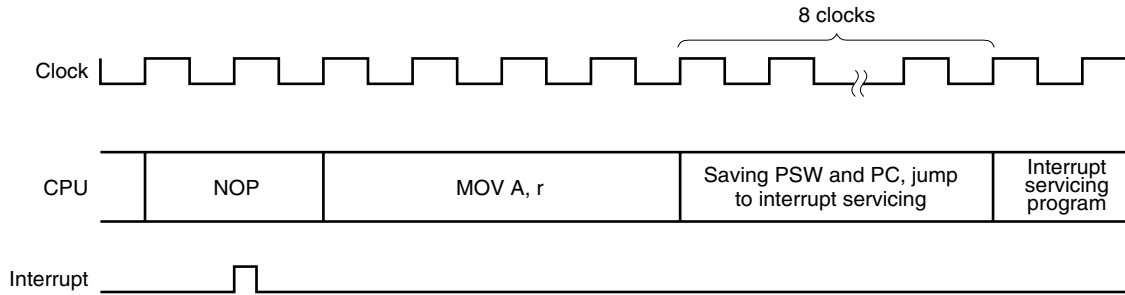 8 clocks
Clock
CPU
NOP
MOV A, r
Saving PSW and PC, jump
to interrupt servicing
Interrupt
servicing
program
Interrupt